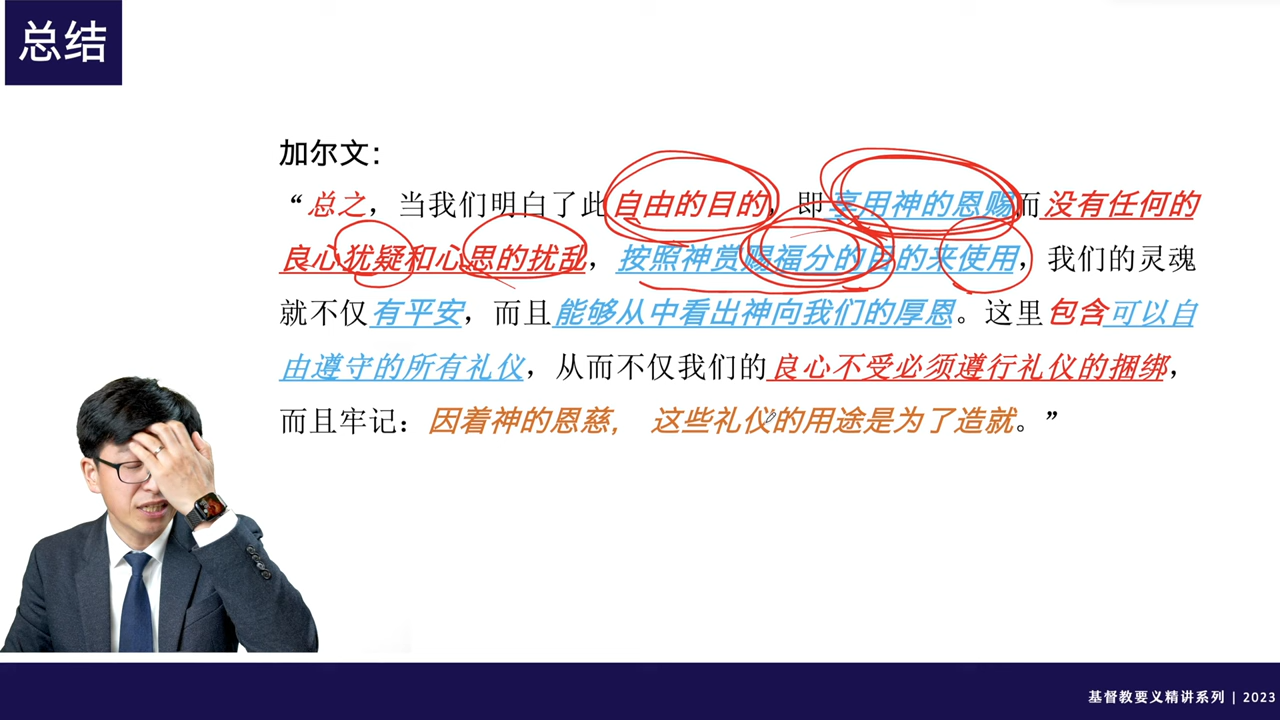 总结
加尔文：
“总之，当我们明白了此自由的目的，即享用神的恩赐而没有任何的
良心犹疑和心思的扰乱，按照神赏赐福分的目的来使用，我们的灵魂
就不仅有平安，而且能够从中看出神向我们的厚恩。这里包含可以自
由遵守的所有礼仪，从而不仅我们的良心不受必须遵行礼仪的捆绑，
而且牢记：因着神的恩慈， 这些礼仪的用途是为了造就。”
基督教要义精讲系列 | 2023